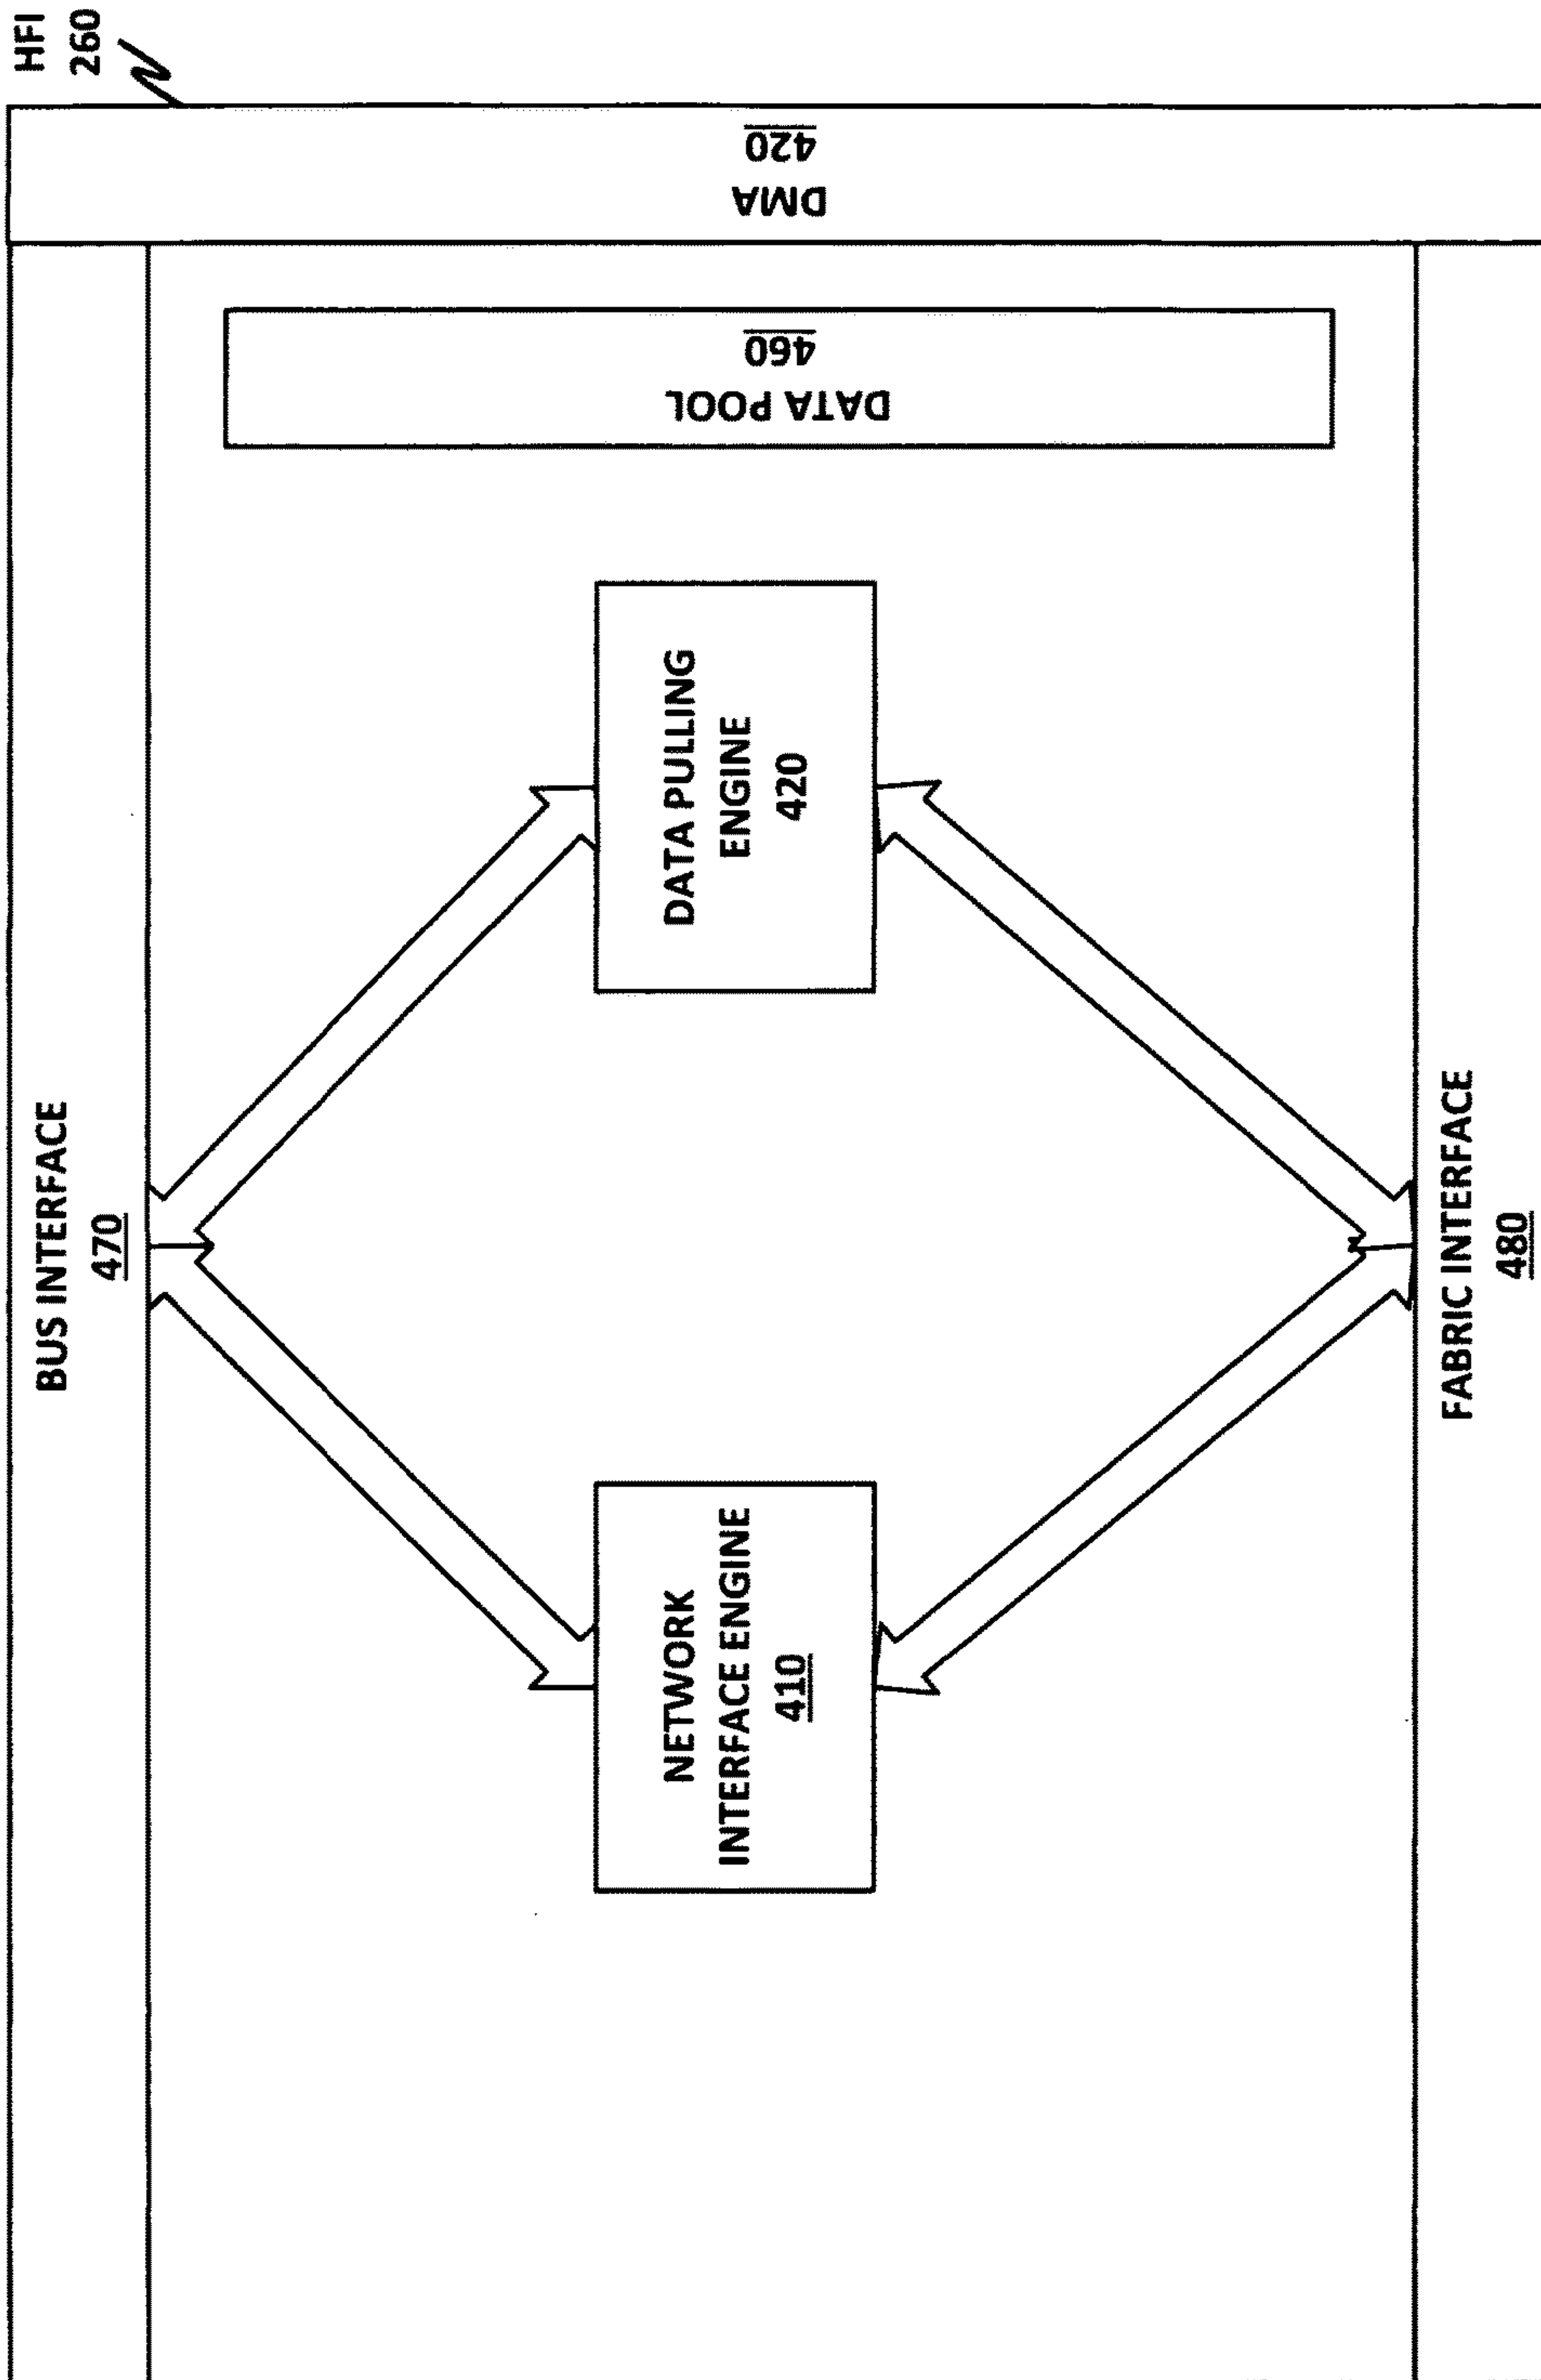 HFI
260
BUS INTERFACE
470
DMA
420
DATA POOL
460
DATA PULLING
ENGINE
420
NETWORK
INTERFACE ENGINE
410
FABRIC INTERFACE
480